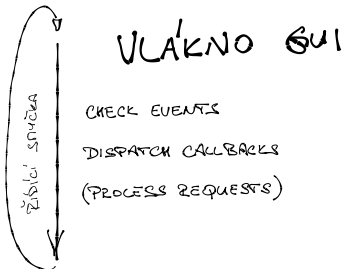 VLÁKNO GUI
CHECK EVENTS
DISPATCH CALLBACKS
(PROCESS REQUESTS)
ŘÍDÍCÍ SMYČKA